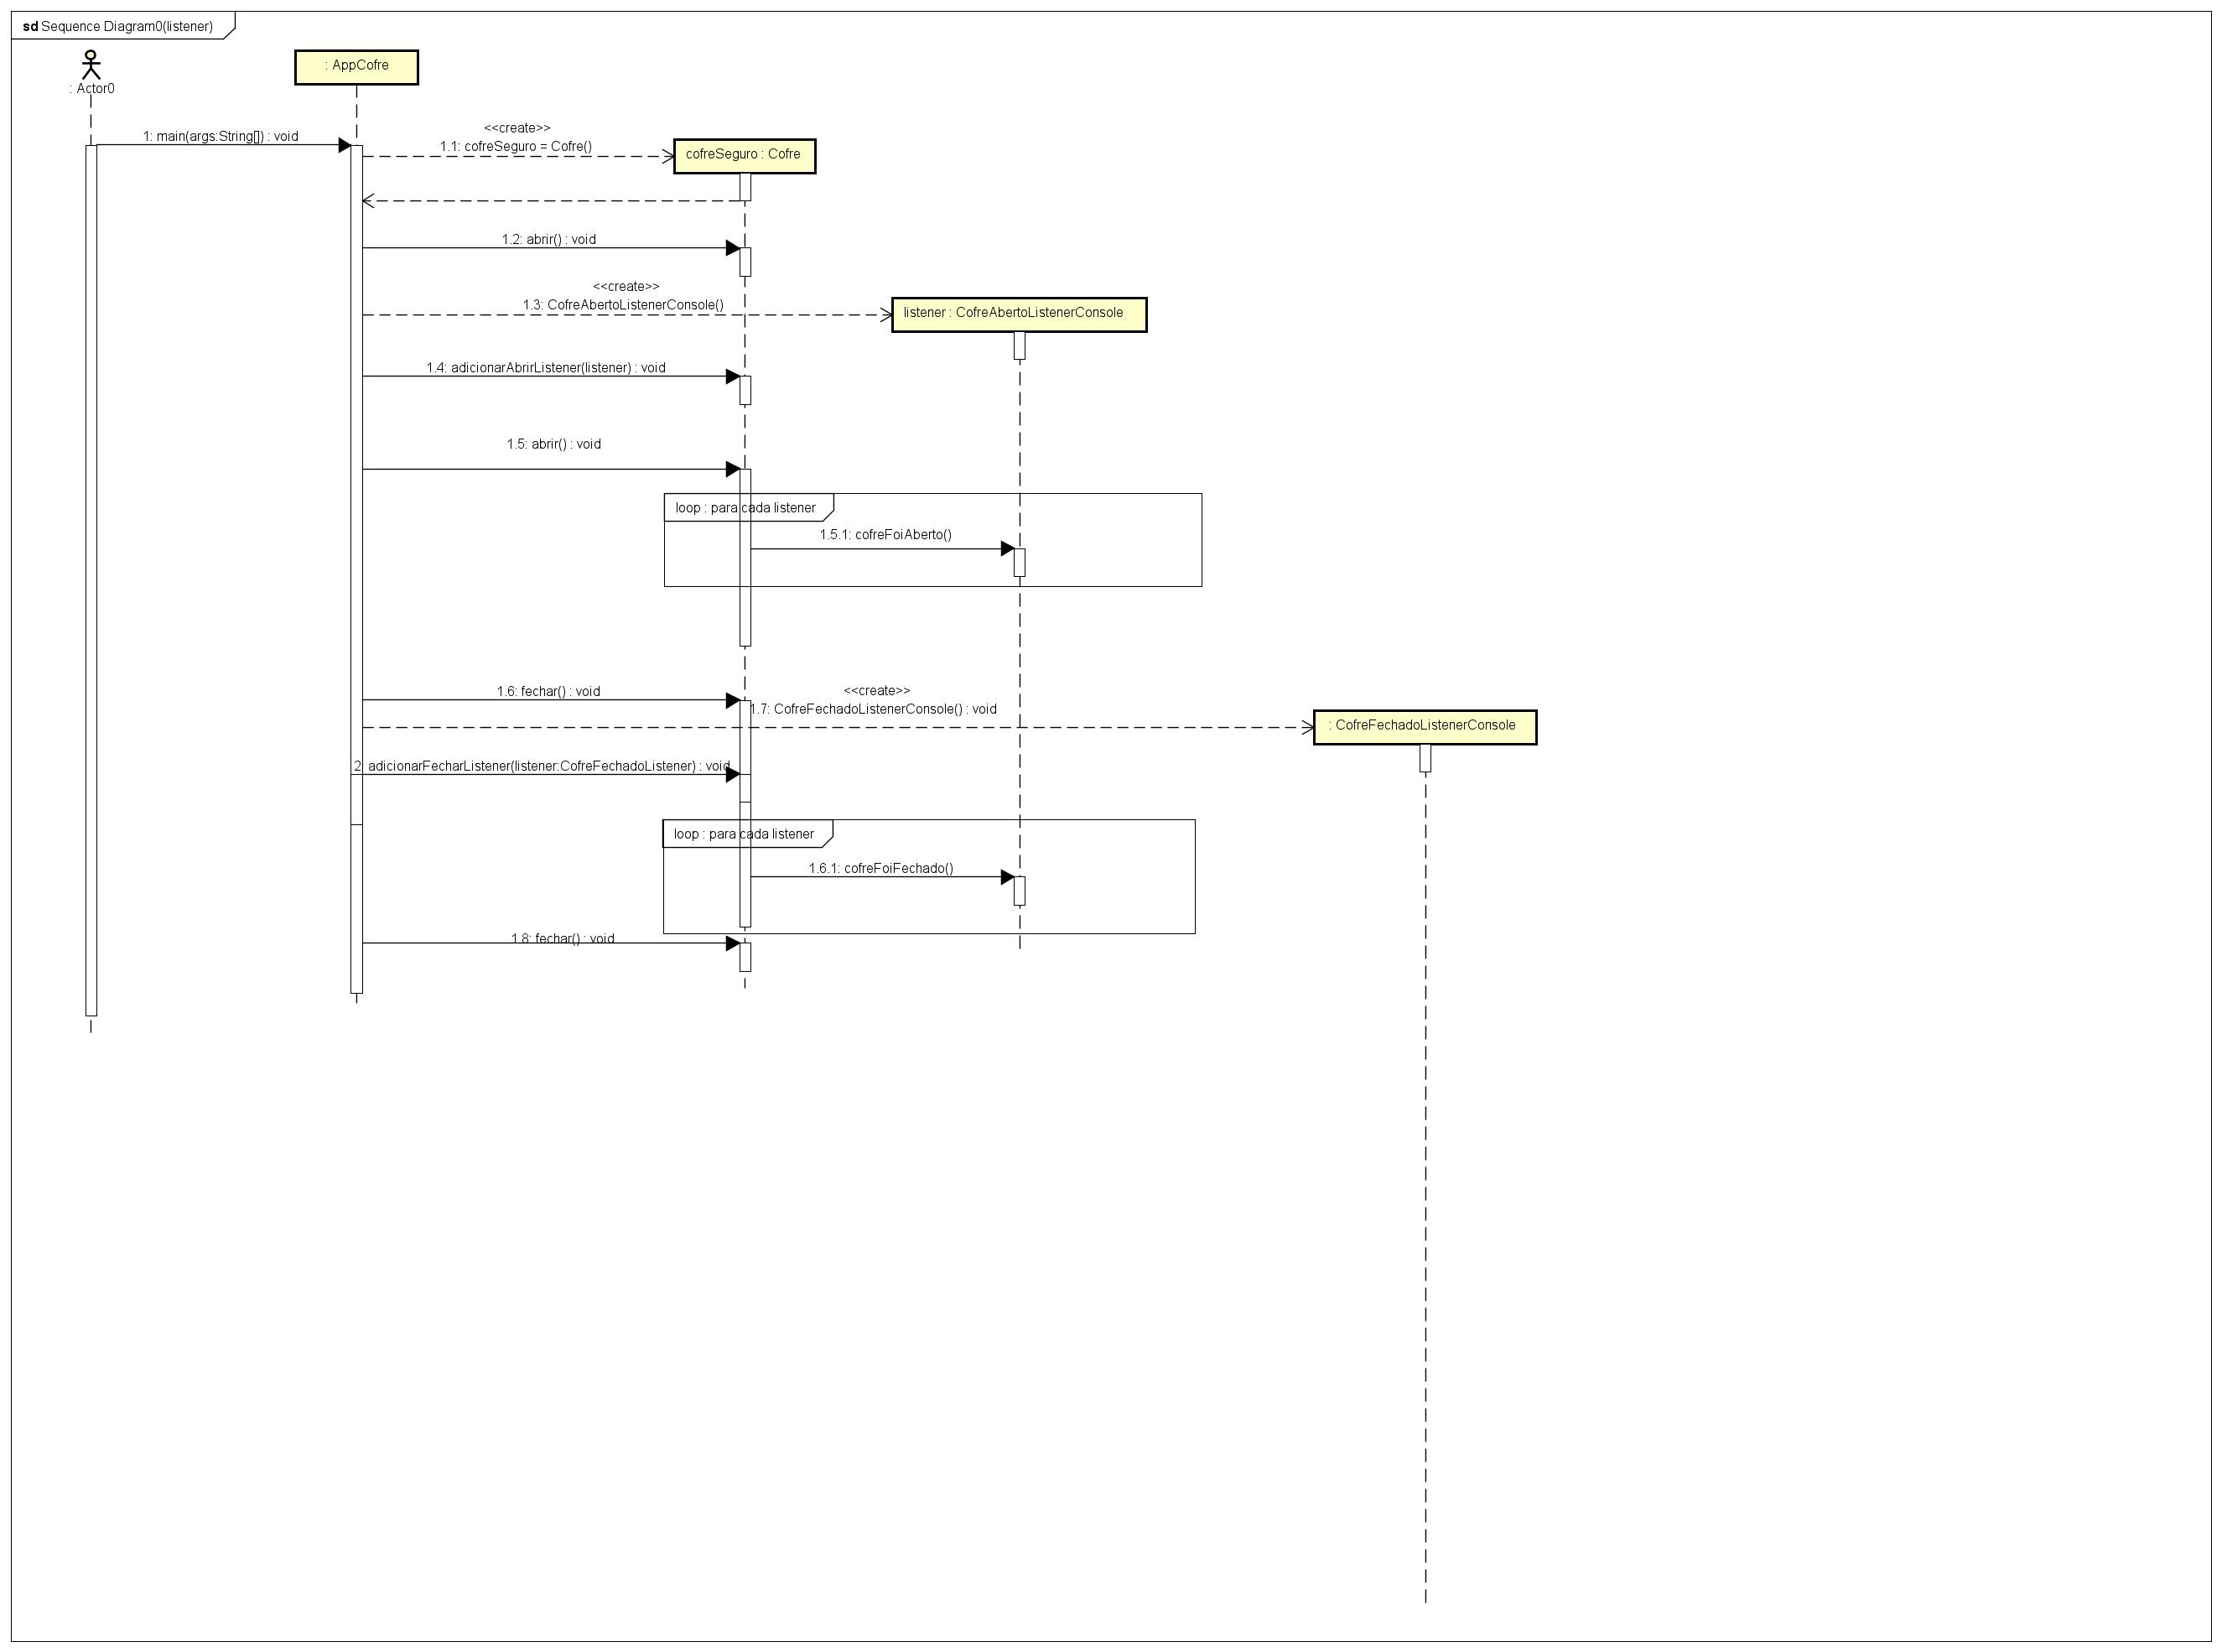 sd Sequence Diagram0(listener)
: Actor0
: AppCofre
1: main(args:String[]) : void
<<create>>
1.1: cofreSeguro = Cofre()
cofreSeguro : Cofre
1.2: abrir() : void
<<create>>
1.3: CofreAbertoListenerConsole()
listener : CofreAbertoListenerConsole
1.4: adicionarAbrirListener(listener) : void
1.5: abrir() : void
loop : para cada listener
1.5.1: cofreFoiAberto()
1.6: fechar() : void
<<create>>
1.7: CofreFechadoListenerConsole() : void
: CofreFechadoListenerConsole
2: adicionarFecharListener(listener:CofreFechadoListener) : void
loop : para cada listener
1.6.1: cofreFoiFechado()
1.8: fechar() : void